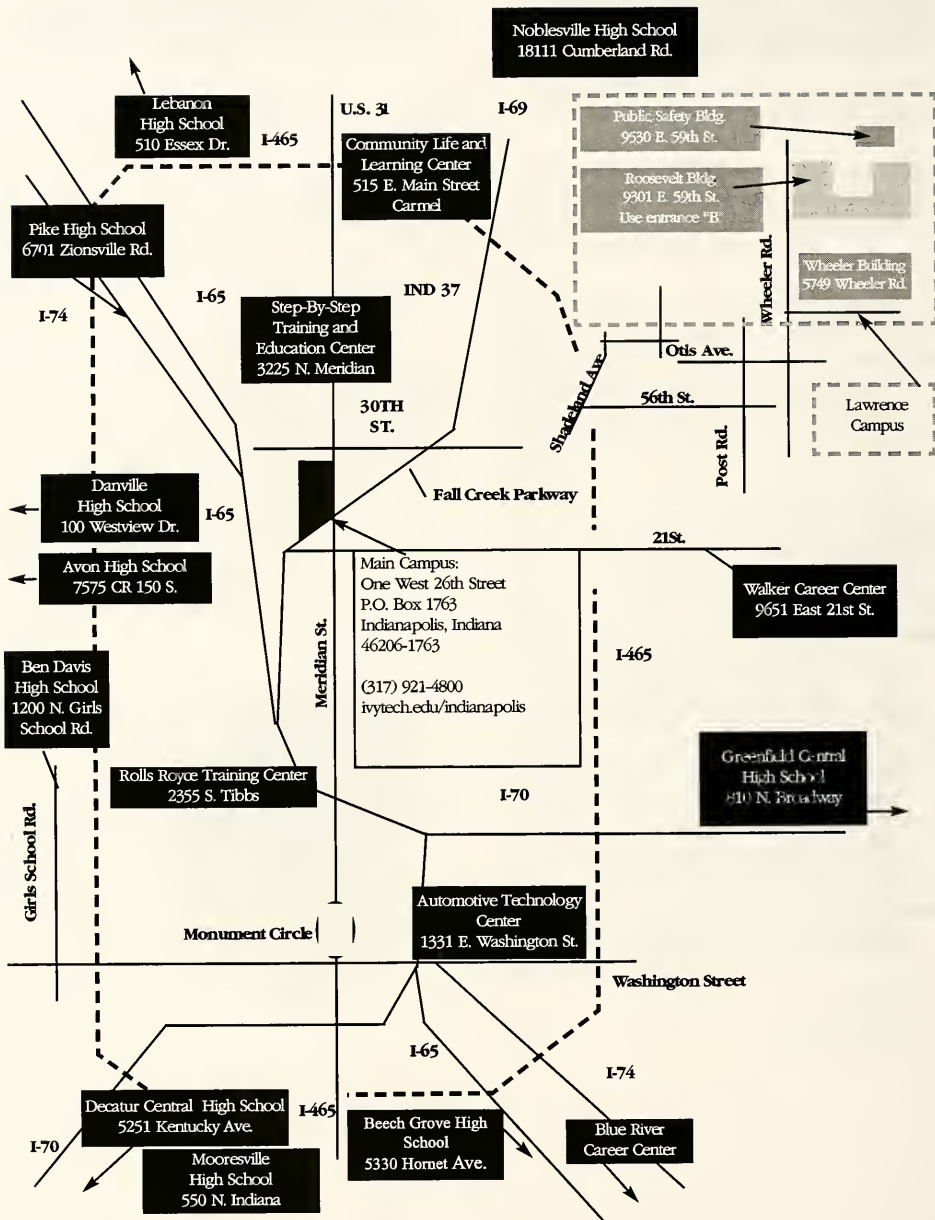 Noblesville High School
18111 Cumberland Rd.
Lebanon
High School
510 Essex Dr.
I-465
U.S. 31
I-69
Community Life and
Learning Center
515 E. Main Street
Carmel
Public Safety Bldg.
9530 E. 59th St.
Roosevelt Bldg.
9301 E. 59th St.
Use entrance "B"
Wheeler Rd.
Wheeler Building
5749 Wheeler Rd.
Pike High School
6701 Zionsville Rd.
I-74
I-65
IND 37
Step-By-Step
Training and
Education Center
3225 N. Meridian
Otis Ave.
Shadeland Ave.
56th St.
Post Rd.
Lawrence
Campus
30TH
ST.
Fall Creek Parkway
Danville
High School
100 Westview Dr.
I-65
Avon High School
7575 CR 150 S.
21St.
Walker Career Center
9651 East 21st St.
Main Campus:
One West 26th Street
P.O. Box 1763
Indianapolis, Indiana
46206-1763
(317) 921-4800
ivytech.edu/indianapolis
Meridian St.
I-465
Ben Davis
High School
1200 N. Girls
School Rd.
Girls School Rd.
Rolls Royce Training Center
2355 S. Tibbs
I-70
Greenfield Central
High School
810 N. Broadway
Automotive Technology
Center
1331 E. Washington St.
Monument Circle
Washington Street
I-65
I-74
Decatur Central High School
5251 Kentucky Ave.
I-465
I-70
Mooresville
High School
550 N. Indiana
Beech Grove High
School
5330 Hornet Ave.
Blue River
Career Center